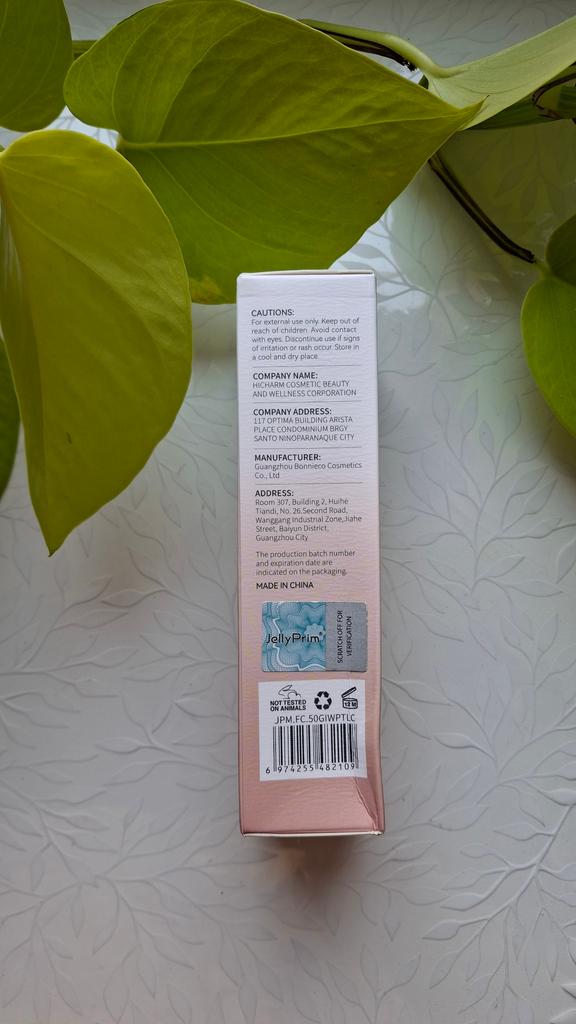 CAUTIONS:
For external use only. Keep out of
reach of children. Avoid contact
with eyes. Discontinue use if signs
of irritation or rash occur. Store in
a cool and dry place.
COMPANY NAME:
HICHARM COSMETIC BEAUTY
AND WELLNESS CORPORATION
COMPANY ADDRESS:
117 OPTIMA BUILDING ARISTA
PLACE CONDOMINIUM BRGY
SANTO NINOPARANAQUE CITY
MANUFACTURER:
Guangzhou Bonnieco Cosmetics
Co., Ltd
ADDRESS:
Room 307, Building 2, Huihe
Tiandi, No. 26.Second Road,
Wanggang Industrial Zone,Jiahe
Street, Baiyun District,
Guangzhou City
The production batch number
and expiration date are
indicated on the packaging.
MADE IN CHINA
JellyPrim®
SCRATCH OFF FOR
VERIFICATION
NOT TESTED
ON ANIMALS
12 M
JPM.FC.50GIWPTLC
6 974255 482109